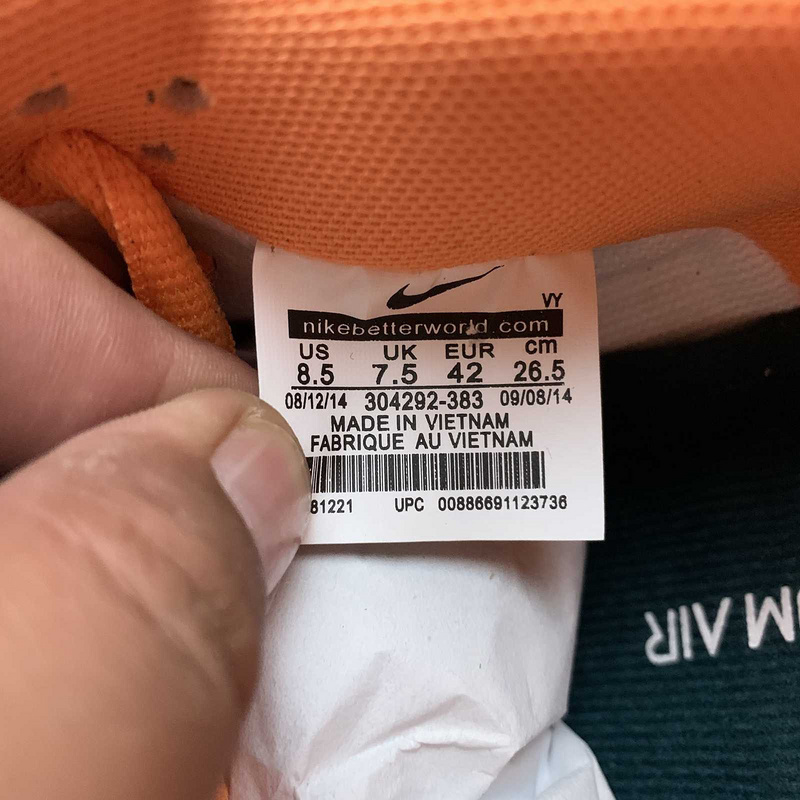 VY
nikebetterworld.com
US UK EUR cm
8.5 7.5 42 26.5
08/12/14 304292-383 09/08/14
MADE IN VIETNAM
FABRIQUE AU VIETNAM
81221 UPC 00886691123736
AIR